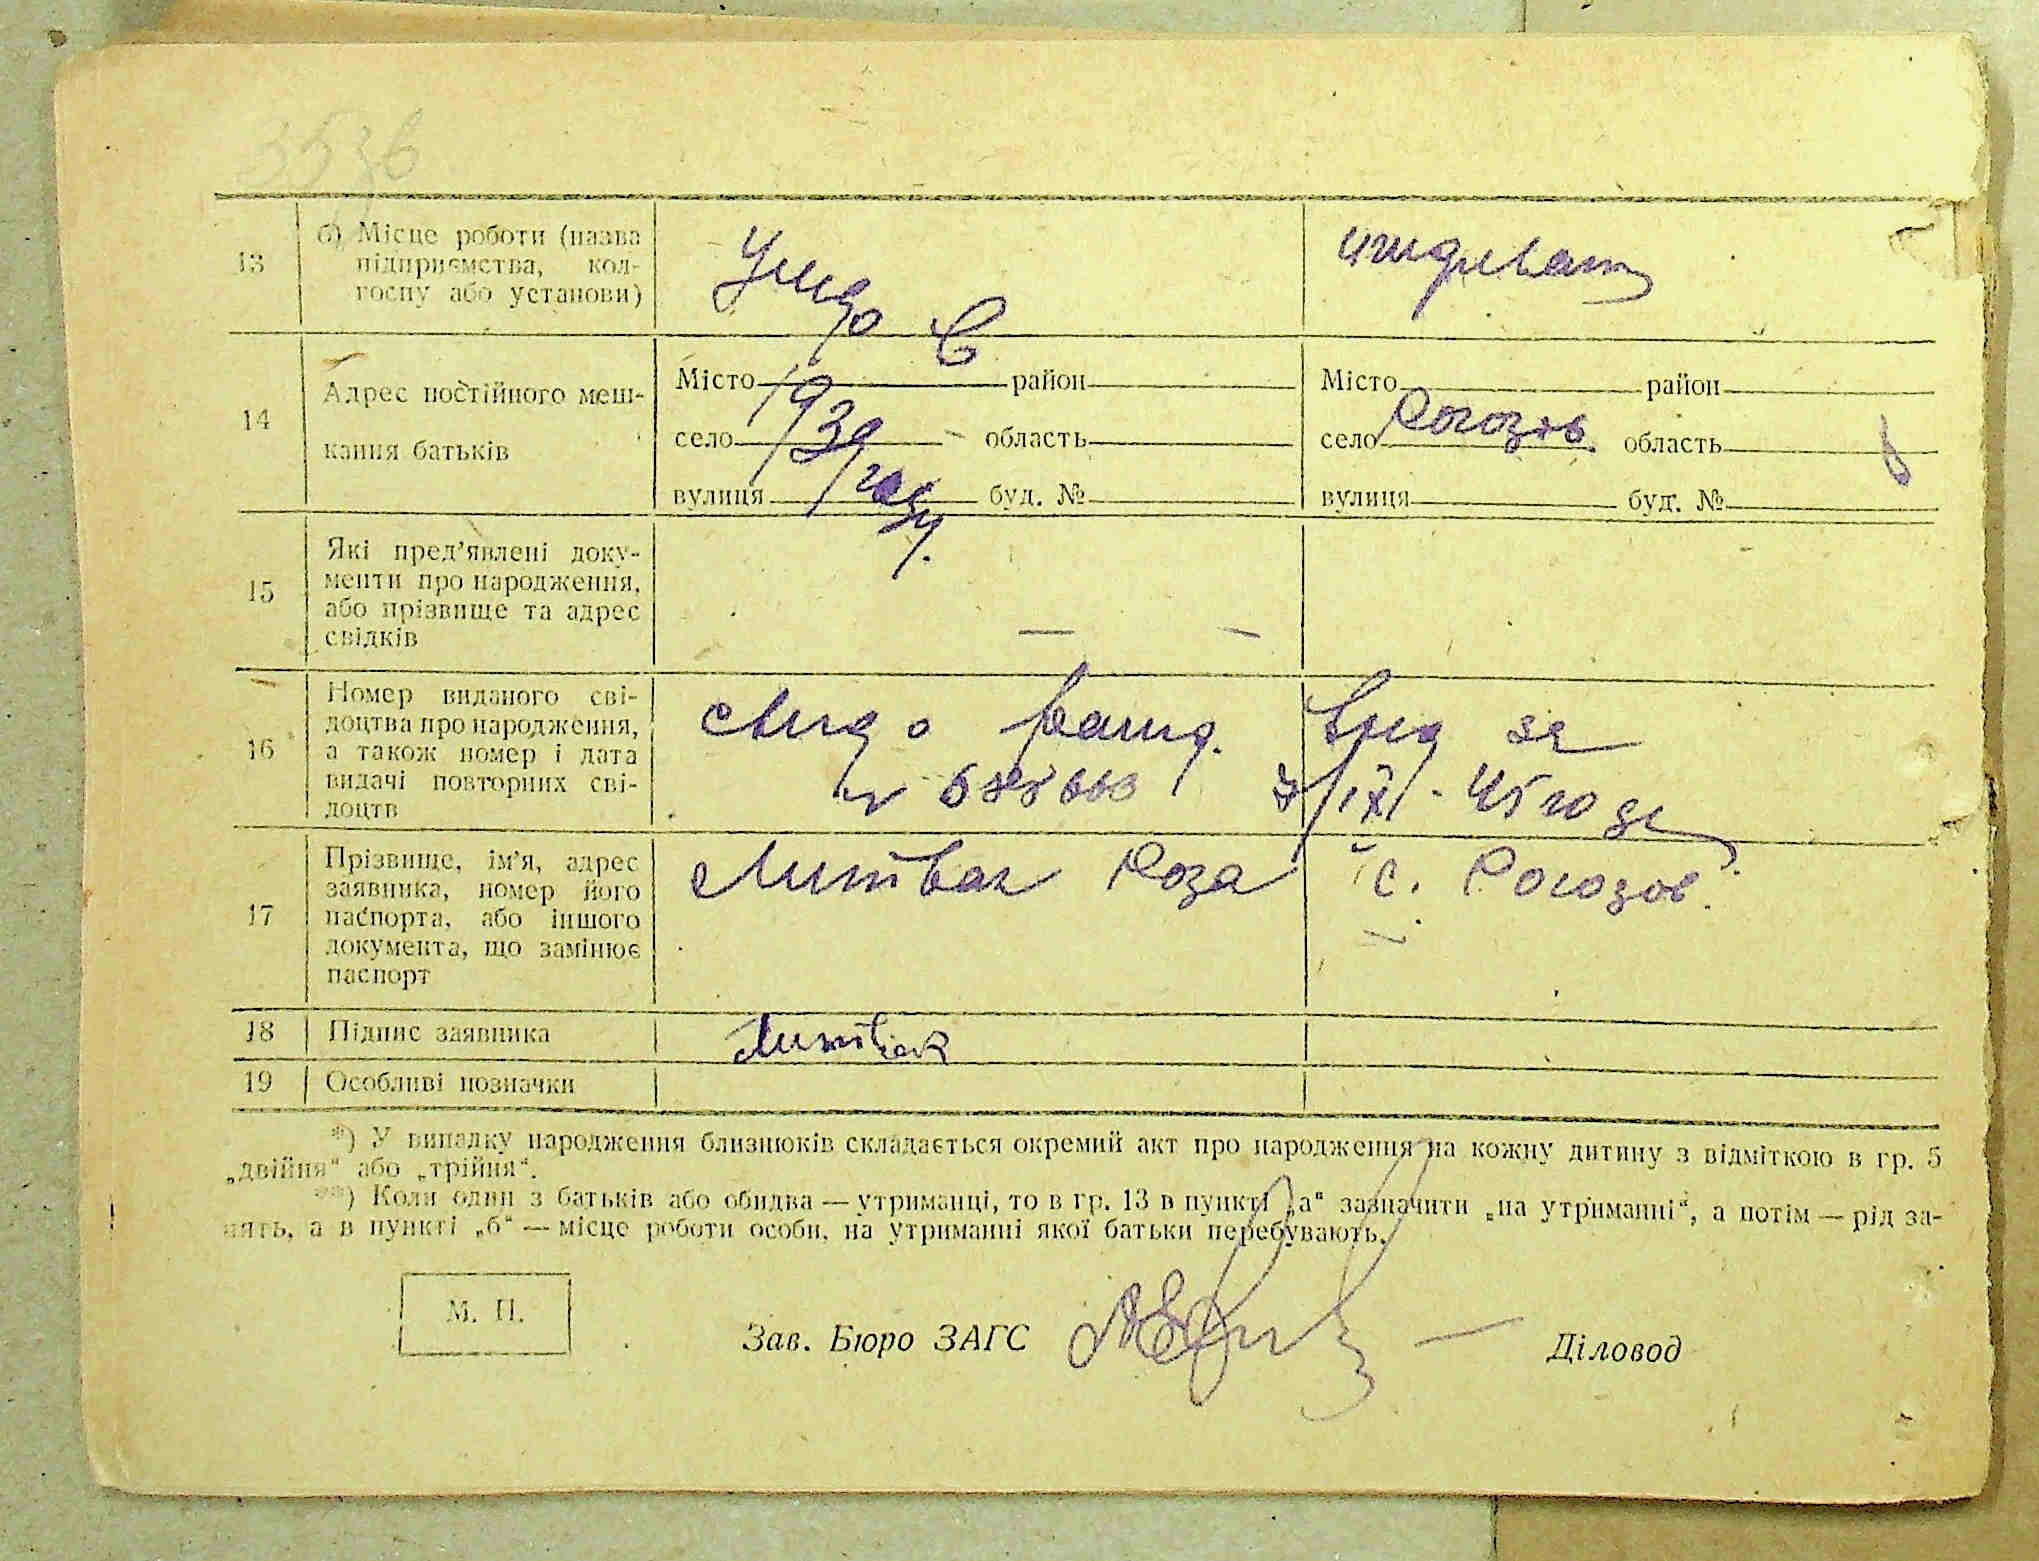 353в
13
б) Місце роботи (назва
підприємства, кол-
госпу або установи)
14
Адрес постійного меш-
кання батьків
Місто район
село область
вулиця буд. №
1939 году.
Місто район
село Рогозів область
вулиця буд. №
15
Які пред’явлені доку-
менти про народження,
або прізвище та адрес
свідків
— —
16
Номер виданого сві-
доцтва про народження,
а також номер і дата
видачі повторних сві-
доцтв
17
Прізвище, ім’я, адрес
заявника, номер його
паспорта, або іншого
документа, що замінює
паспорт
Литвак Роза с. Рогозов.
18
Підпис заявника
Литвак
19
Особливі позначки
*) У випадку народження близнюків складається окремий акт про народження на кожну дитину з відміткою в гр. 5
„двійня“ або „трійня“.
**) Коли один з батьків або обидва — утриманці, то в гр. 13 в пункті „а“ зазначити „на утриманні“, а потім — рід за-
нять, а в пункті „б“ — місце роботи особи, на утриманні якої батьки перебувають.
М. П.
Зав. Бюро ЗАГС
Діловод